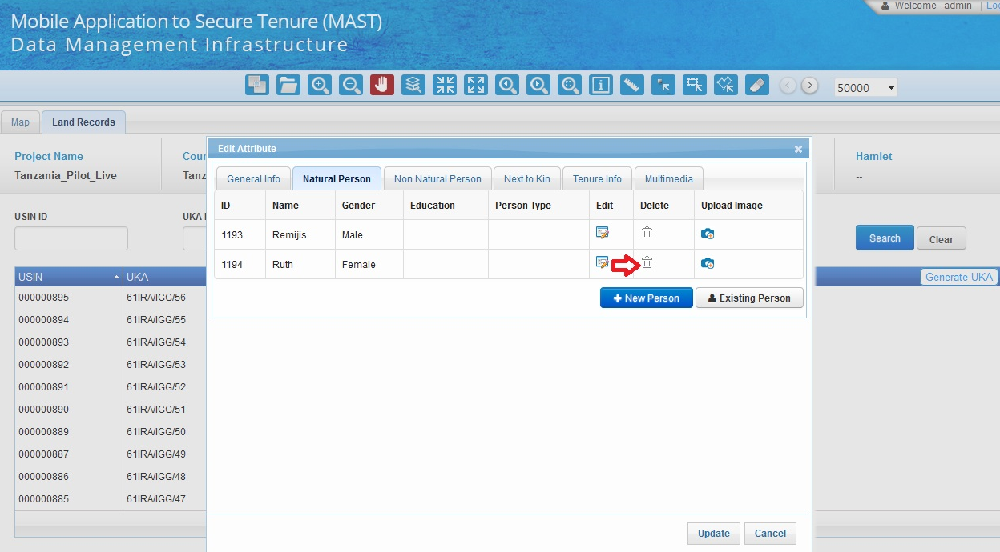 Welcome admin
Mobile Application to Secure Tenure (MAST)
Data Management Infrastructure
50000
Map
Land Records
Edit Attribute
Project Name
Hamlet
Tanzania_Pilot_Live
--
General Info
Natural Person
Non Natural Person
Next to Kin
Tenure Info
Multimedia
ID Name Gender Education Person Type Edit Delete Upload Image
1193 Remijis Male
1194 Ruth Female
New Person
Existing Person
USIN ID
UKA
Search
Clear
USIN UKA
Generate UKA
000000895 61IRA/IGG/56
000000894 61IRA/IGG/55
000000893 61IRA/IGG/54
000000892 61IRA/IGG/53
000000891 61IRA/IGG/52
000000890 61IRA/IGG/51
000000889 61IRA/IGG/50
000000887 61IRA/IGG/49
000000886 61IRA/IGG/48
000000885 61IRA/IGG/47
Update
Cancel